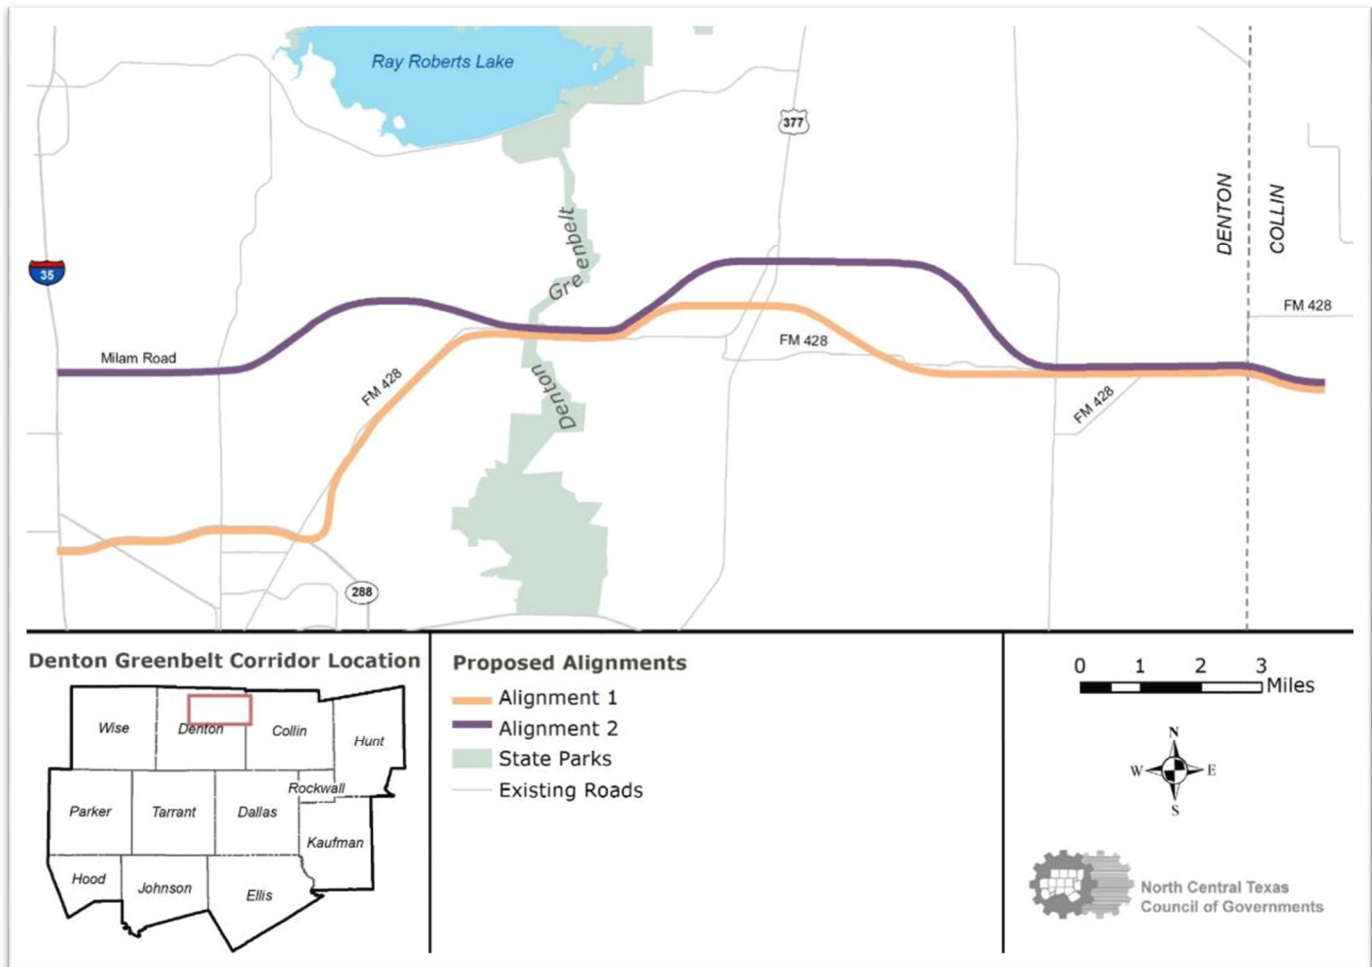 Ray Roberts Lake
377
DENTON
COLLIN
Greenbelt
35
FM 428
Milam Road
FM 428
FM 428
Denton
FM 428
288
Denton Greenbelt Corridor Location
Wise
Denton
Collin
Hunt
Rockwall
Parker
Tarrant
Dallas
Kaufman
Hood
Johnson
Ellis
Proposed Alignments
Alignment 1
Alignment 2
State Parks
Existing Roads
0 1 2 3
Miles
N
W E
S
North Central Texas
Council of Governments